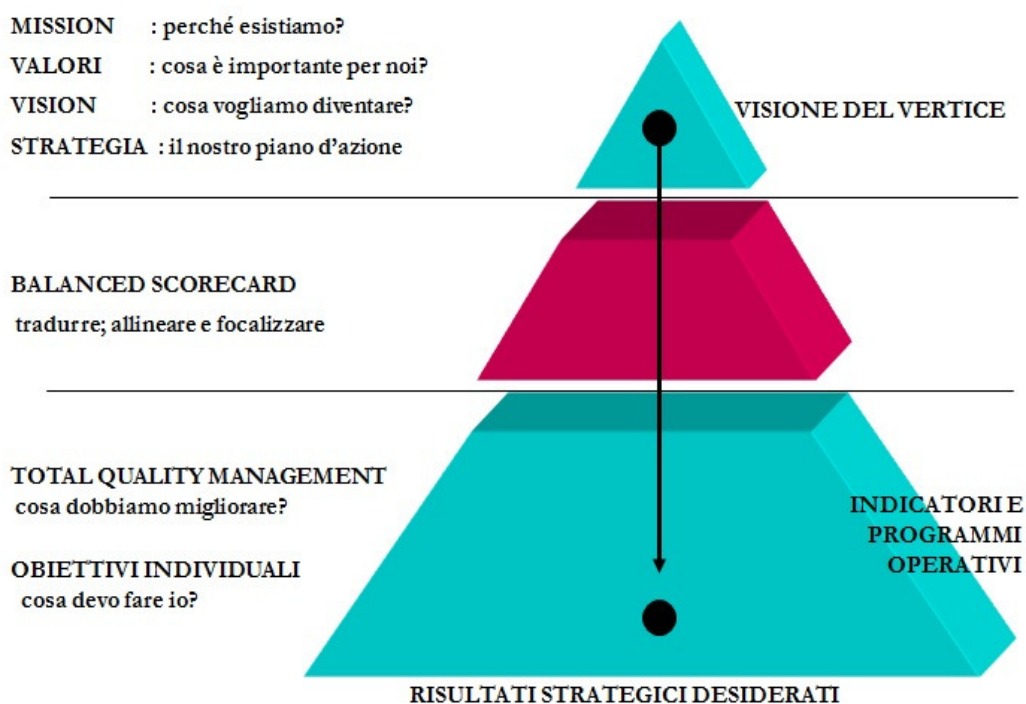 MISSION : perché esistiamo?
VALORI : cosa è importante per noi?
VISION : cosa vogliamo diventare?
STRATEGIA : il nostro piano d'azione
VISIONE DEL VERTICE
BALANCED SCORECARD
tradurre; allineare e focalizzare
TOTAL QUALITY MANAGEMENT
cosa dobbiamo migliorare?
OBIETTIVI INDIVIDUALI
cosa devo fare io?
INDICATORI E
PROGRAMMI
OPERATIVI
RISULTATI STRATEGICI DESIDERATI